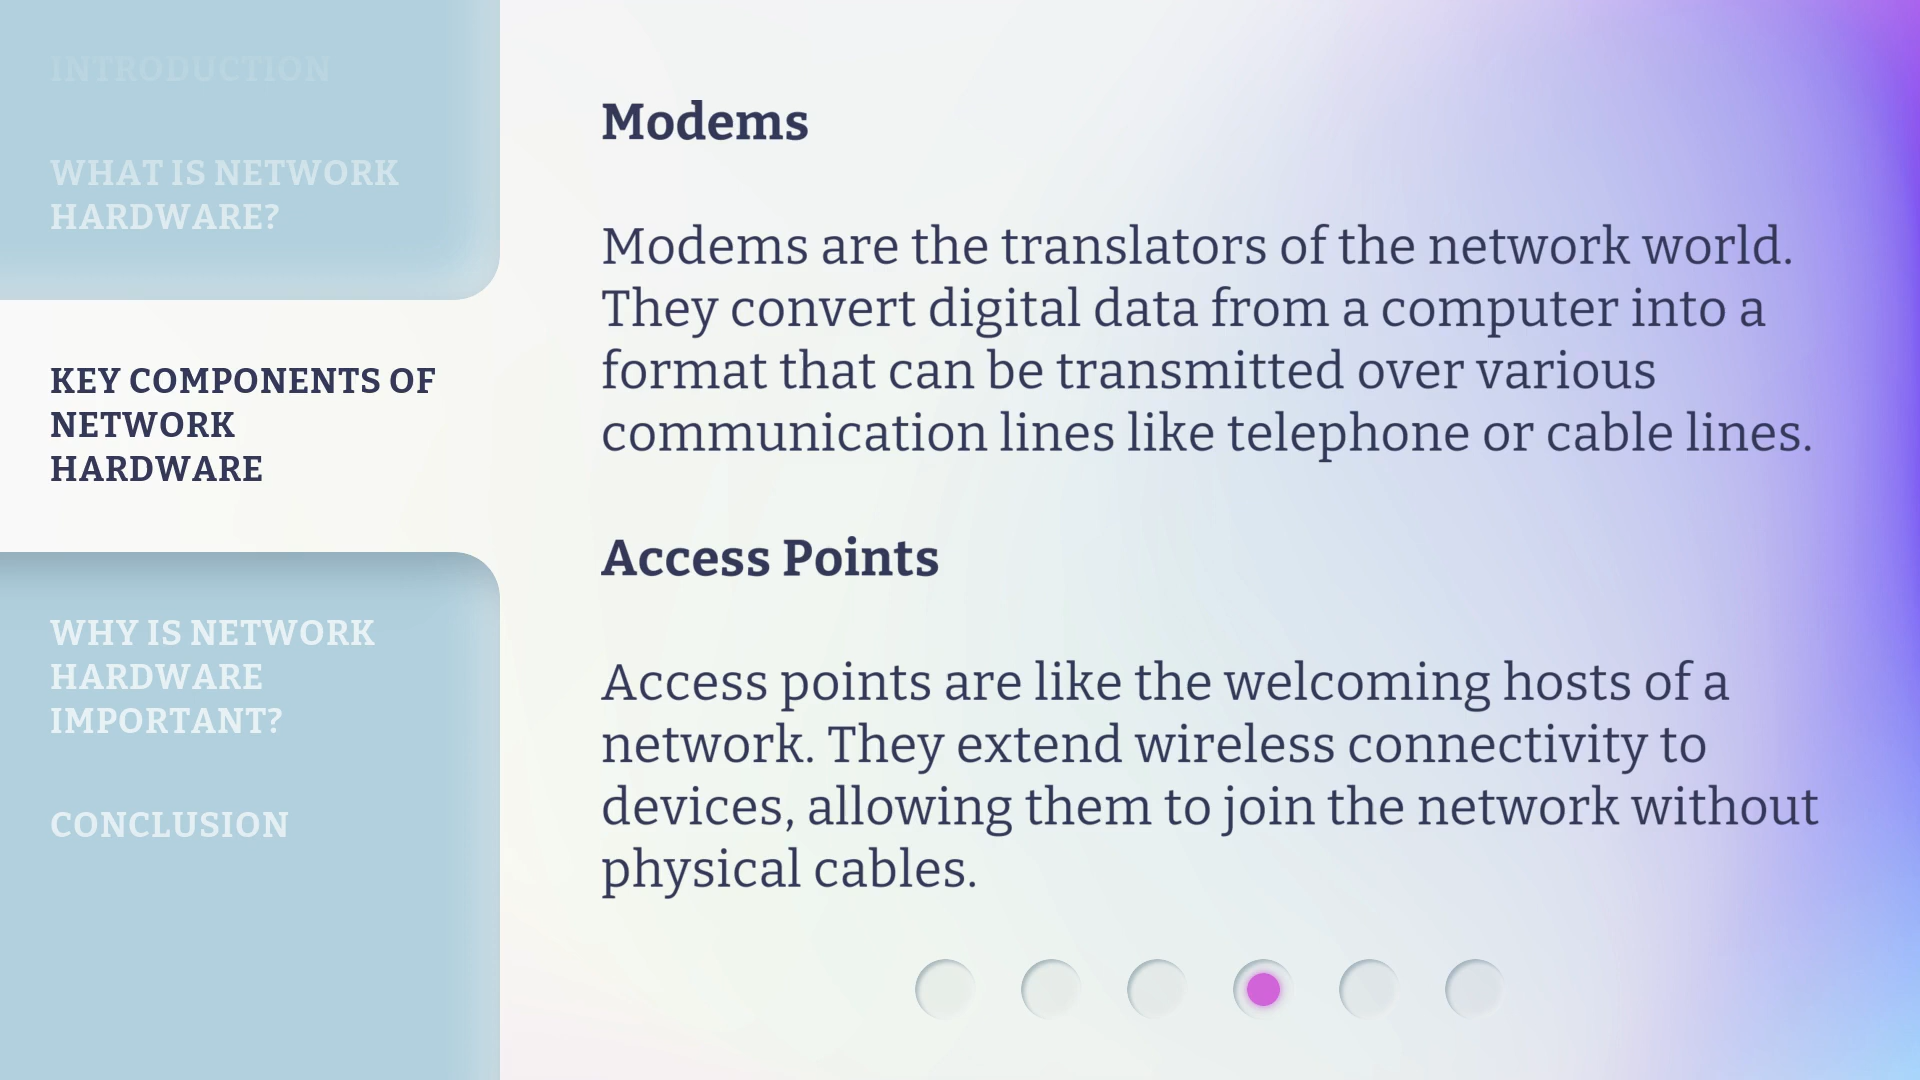 INTRODUCTION
WHAT IS NETWORK
HARDWARE?
KEY COMPONENTS OF
NETWORK
HARDWARE
WHY IS NETWORK
HARDWARE
IMPORTANT?
CONCLUSION
Modems
Modems are the translators of the network world.
They convert digital data from a computer into a
format that can be transmitted over various
communication lines like telephone or cable lines.
Access Points
Access points are like the welcoming hosts of a
network. They extend wireless connectivity to
devices, allowing them to join the network without
physical cables.